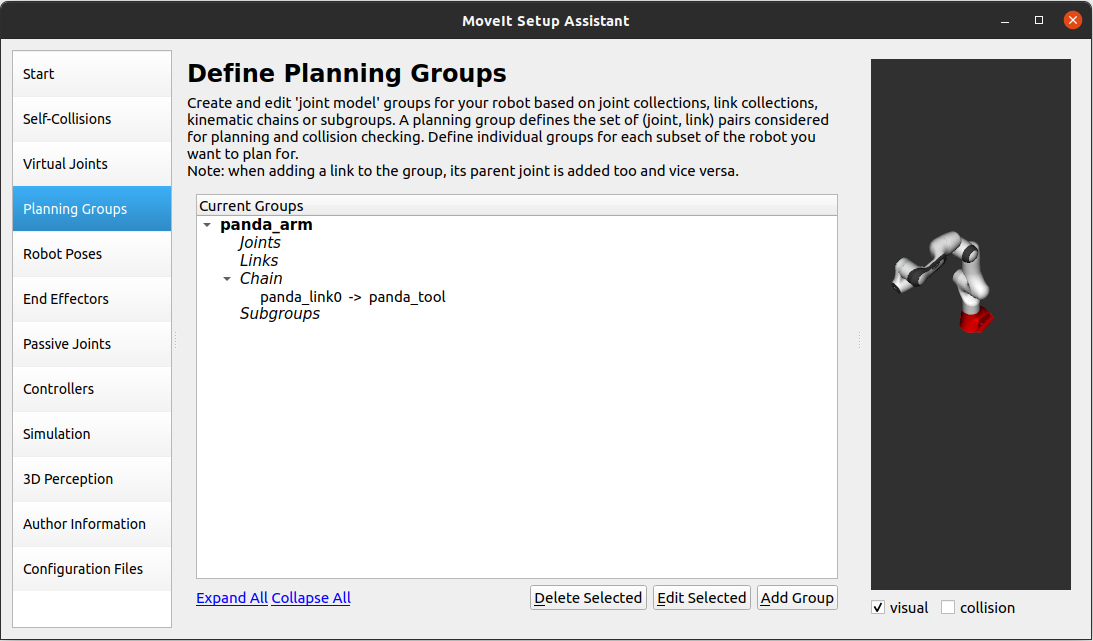 MoveIt Setup Assistant
Start
Self-Collisions
Virtual Joints
Planning Groups
Robot Poses
End Effectors
Passive Joints
Controllers
Simulation
3D Perception
Author Information
Configuration Files
Define Planning Groups
Create and edit 'joint model' groups for your robot based on joint collections, link collections,
kinematic chains or subgroups. A planning group defines the set of (joint, link) pairs considered
for planning and collision checking. Define individual groups for each subset of the robot you
want to plan for.
Note: when adding a link to the group, its parent joint is added too and vice versa.
Current Groups
panda_arm
Joints
Links
Chain
panda_link0 -> panda_tool
Subgroups
Expand All Collapse All
Delete Selected
Edit Selected
Add Group
visual
collision